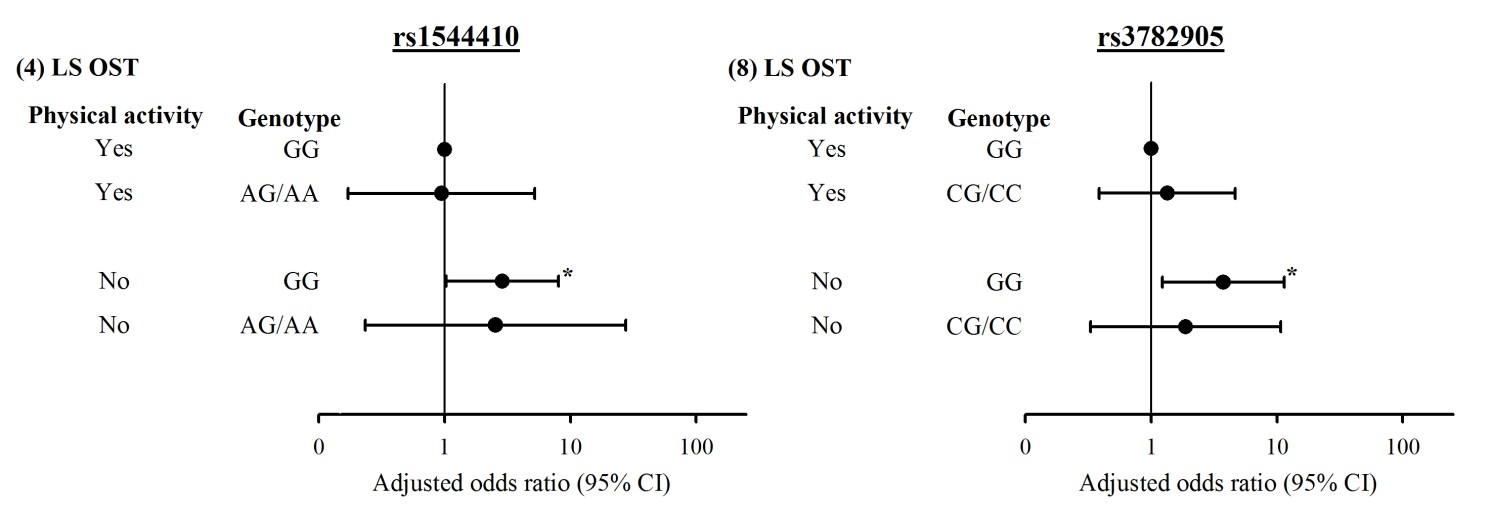 rs1544410
(4) LS OST
Physical activity Genotype
Yes GG
Yes AG/AA
No GG *
No AG/AA
0 1 10 100
Adjusted odds ratio (95% CI)
rs3782905
(8) LS OST
Physical activity Genotype
Yes GG
Yes CG/CC
No GG *
No CG/CC
0 1 10 100
Adjusted odds ratio (95% CI)